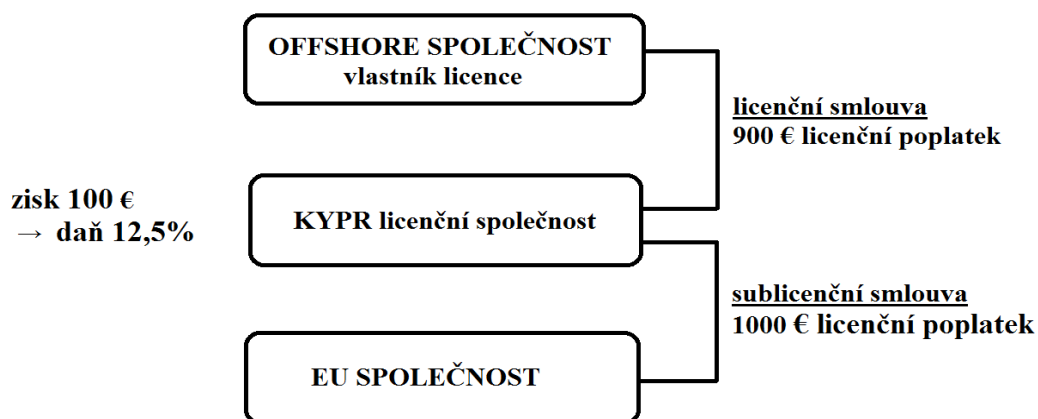 OFFSHORE SPOLEČNOST
vlastník licence
licenční smlouva
900 € licenční poplatek
zisk 100 €
→ daň 12,5%
KYPR licenční společnost
sublicenční smlouva
1000 € licenční poplatek
EU SPOLEČNOST